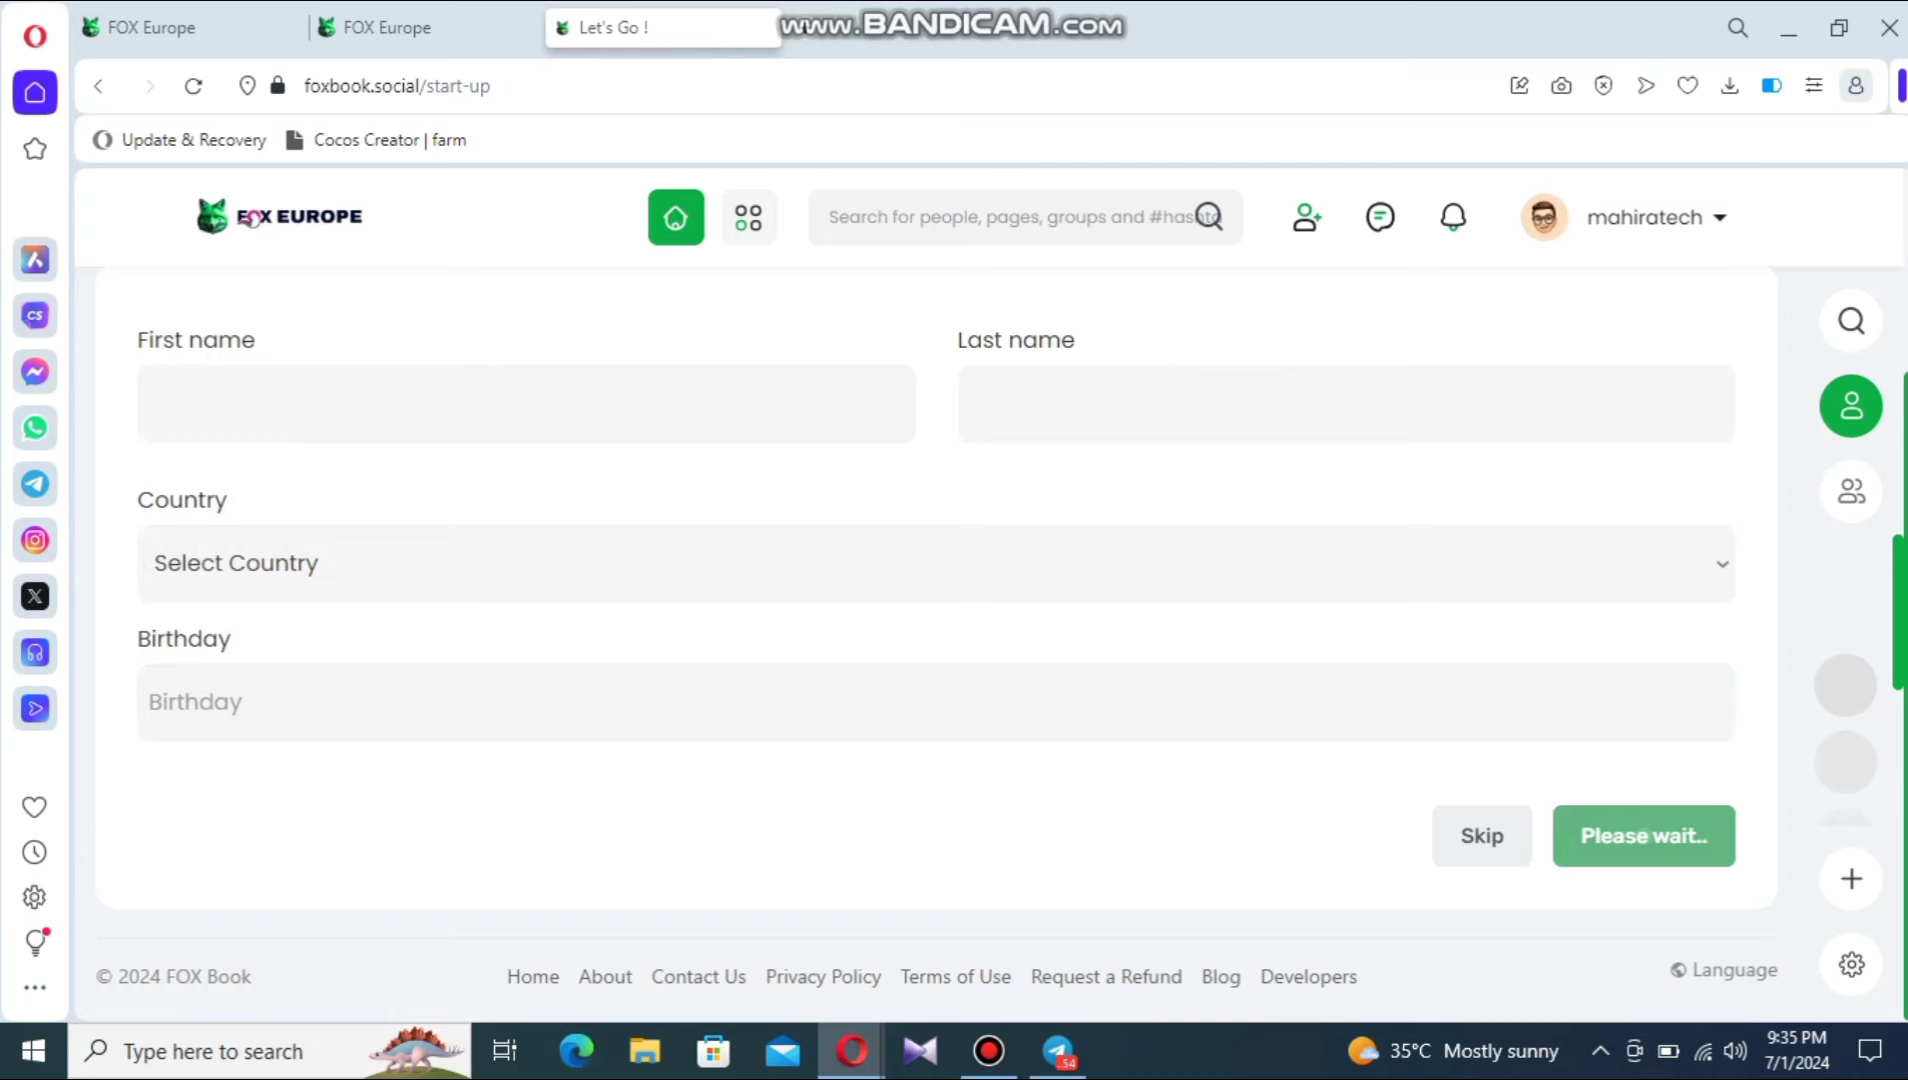 FOX Europe
FOX Europe
Let's Go !
www.BANDICAM.com
foxbook.social/start-up
Update & Recovery
Cocos Creator | farm
FOX EUROPE
Search for people, pages, groups and #hashta
mahiratech
First name
Last name
Country
Select Country
Birthday
Birthday
Skip
Please wait..
© 2024 FOX Book
Home
About
Contact Us
Privacy Policy
Terms of Use
Request a Refund
Blog
Developers
Language
CS
Type here to search
54
35°C Mostly sunny
9:35 PM
7/1/2024